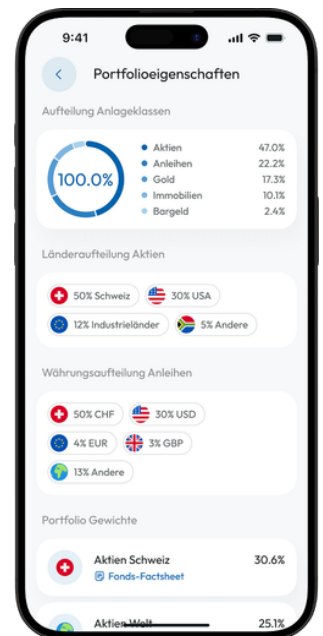 9:41
Portfolioeigenschaften
Aufteilung Anlageklassen
100.0%
Aktien 47.0%
Anleihen 22.2%
Gold 17.3%
Immobilien 10.1%
Bargeld 2.4%
Länderaufteilung Aktien
50% Schweiz 30% USA
12% Industrieländer 5% Andere
Währungsaufteilung Anleihen
50% CHF 30% USD
4% EUR 3% GBP
13% Andere
Portfolio Gewichte
Aktien Schweiz 30.6%
Fonds-Factsheet
Aktien Welt 25.1%